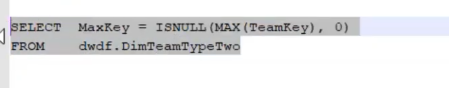 SELECT  MaxKey = ISNULL(MAX(TeamKey), 0)
FROM    dwdf.DimTeamTypeTwo